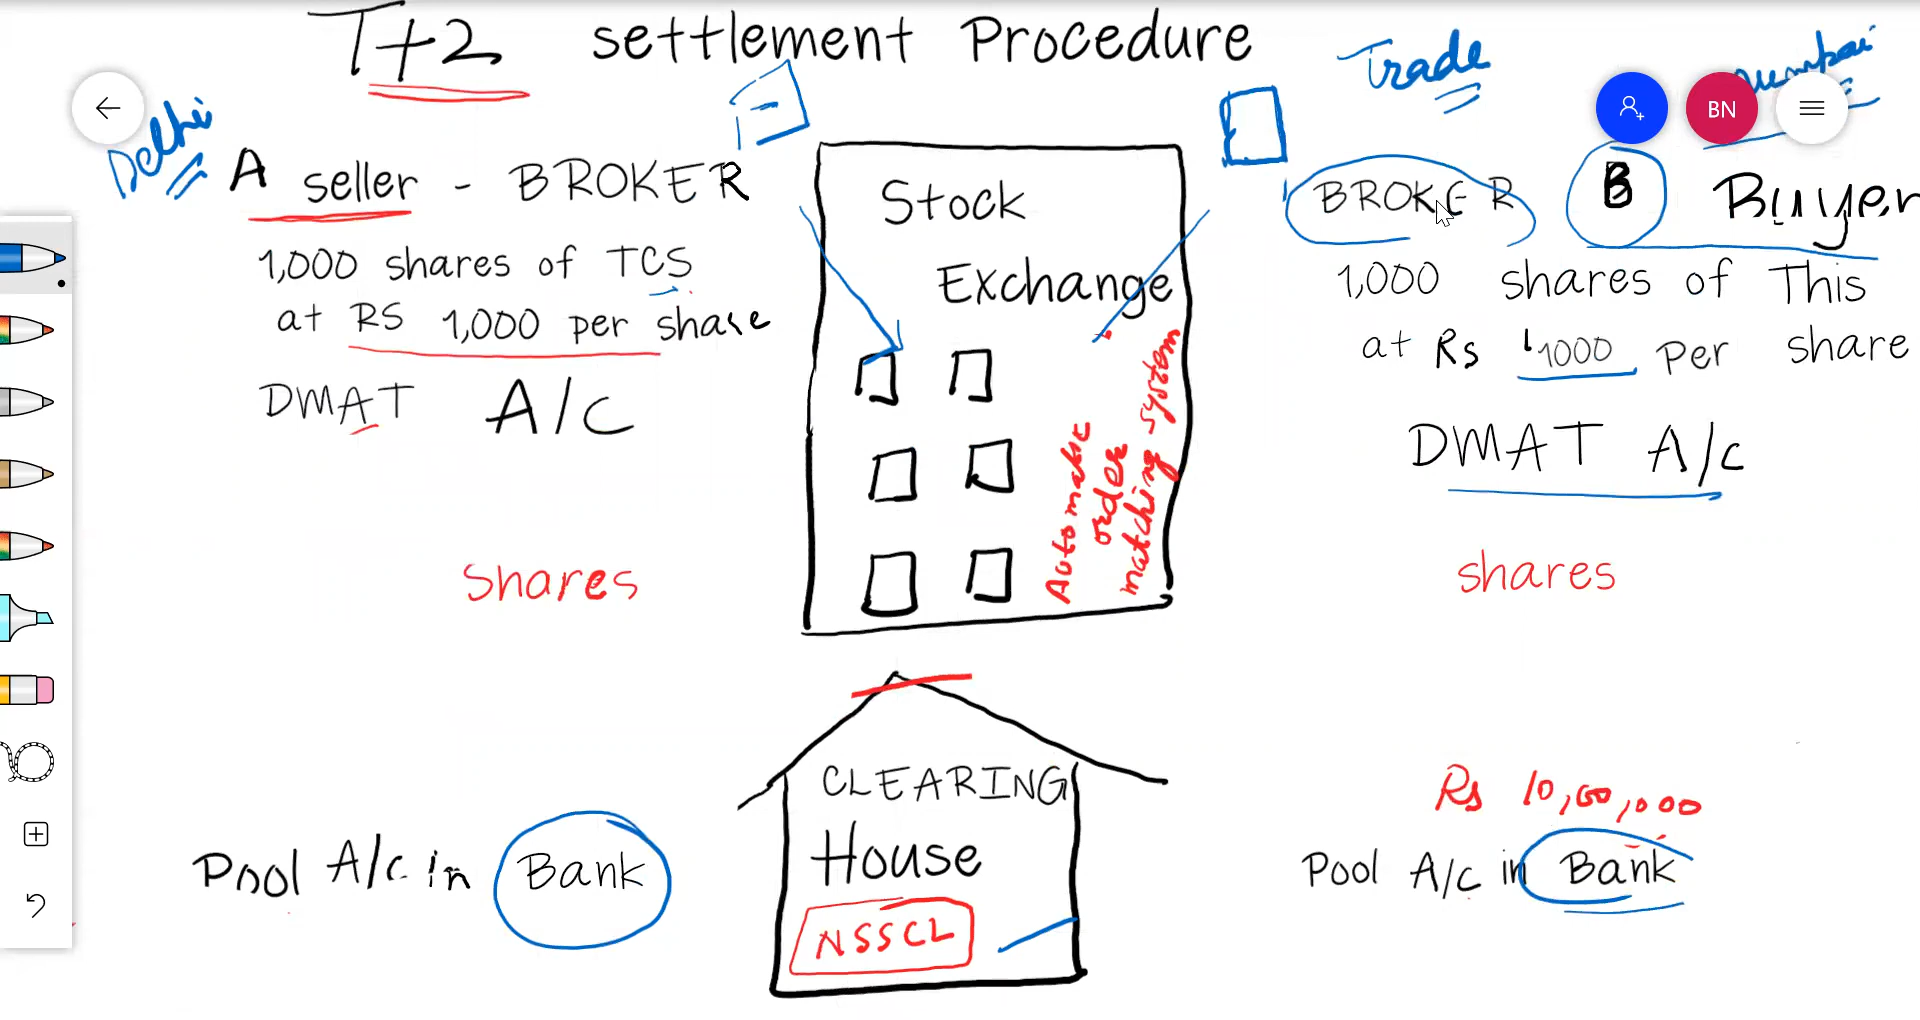 T+2 settlement Procedure
Trade
Delhi
BN
A seller - BROKER
Stock
Exchange
BROKER B Buyer
1,000 shares of TCS
at RS 1,000 per share
DMAT A/C
1,000 shares of This
at Rs 1000 per share
DMAT A/c
Automatic
order
matching system
Shares
shares
CLEARING
House
NSSCL
Pool A/c in Bank
Rs 10,00,000
Pool A/c in Bank